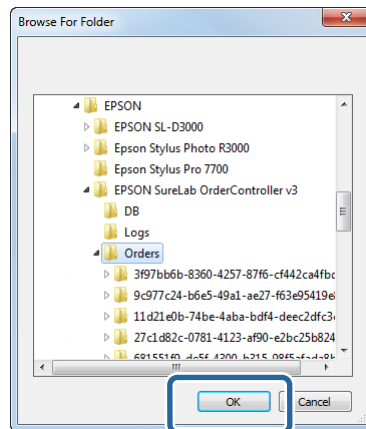 Browse For Folder
EPSON
EPSON SL-D3000
Epson Stylus Photo R3000
Epson Stylus Pro 7700
EPSON SureLab OrderController v3
DB
Logs
Orders
3f97bb6b-8360-4257-87f6-cf442ca4fbc
9c977c24-b6e5-49a1-ae27-f63e95419e
11d21e0b-74be-4aba-bdf4-deec2dfc3
27c1d82c-0781-4123-af90-e2bc25b824
OK
Cancel